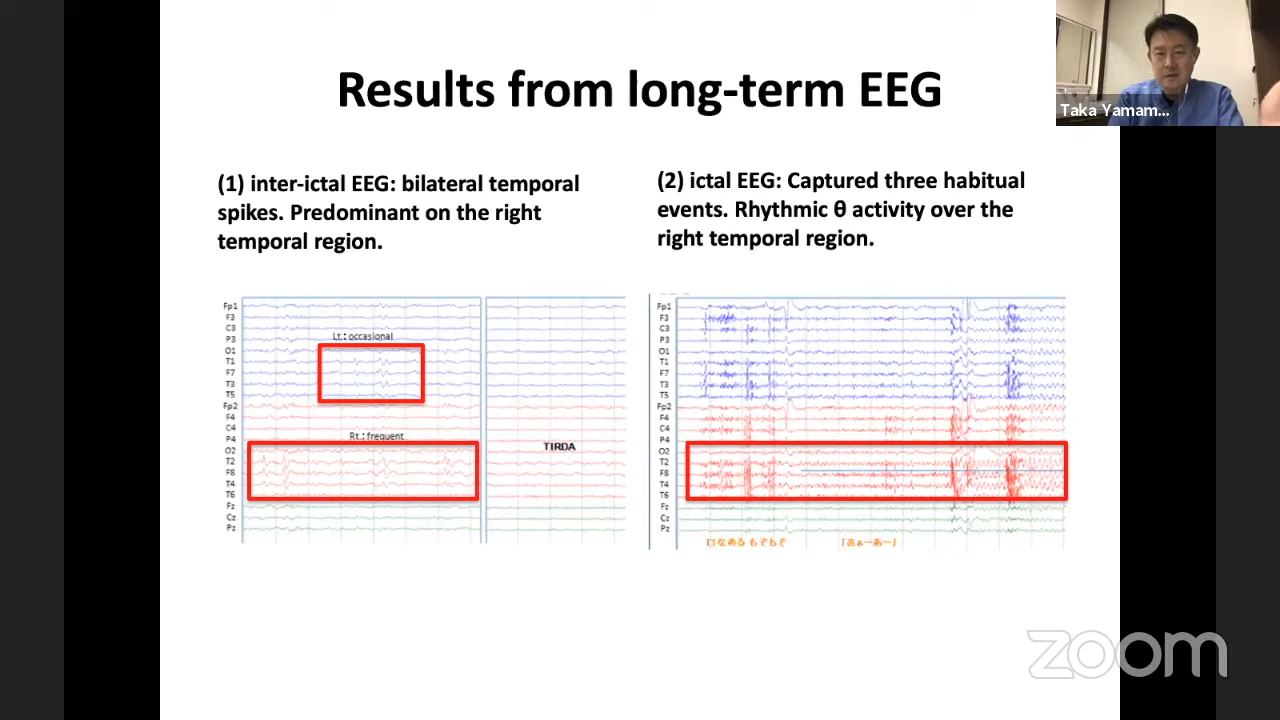 Results from long-term EEG
Taka Yamam...
(1) inter-ictal EEG: bilateral temporal
spikes. Predominant on the right
temporal region.
(2) ictal EEG: Captured three habitual
events. Rhythmic θ activity over the
right temporal region.
Fp1
F3
C3
P3
O1
T1
F7
T3
T5
Fp2
F4
C4
P4
O2
T2
F8
T4
T6
Fz
Cz
Pz
Lt.: occasional
Rt.: frequent
TIRDA
Fp1
F3
C3
P3
O1
T1
F7
T3
T5
Fp2
F4
C4
P4
O2
T2
F8
T4
T6
Fz
Cz
Pz
口なめる もぞもぞ
「あぁ〜あ〜」
zoom